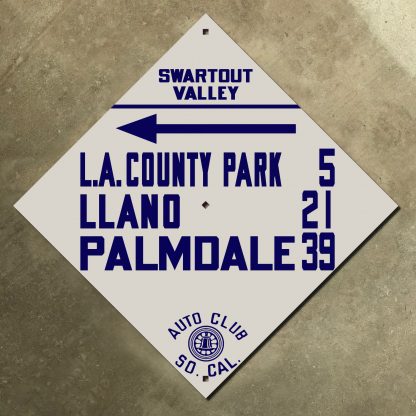 SWARTOUT
VALLEY
L.A. COUNTY PARK 5
LLANO 21
PALMDALE 39
AUTO CLUB
SO. CAL.